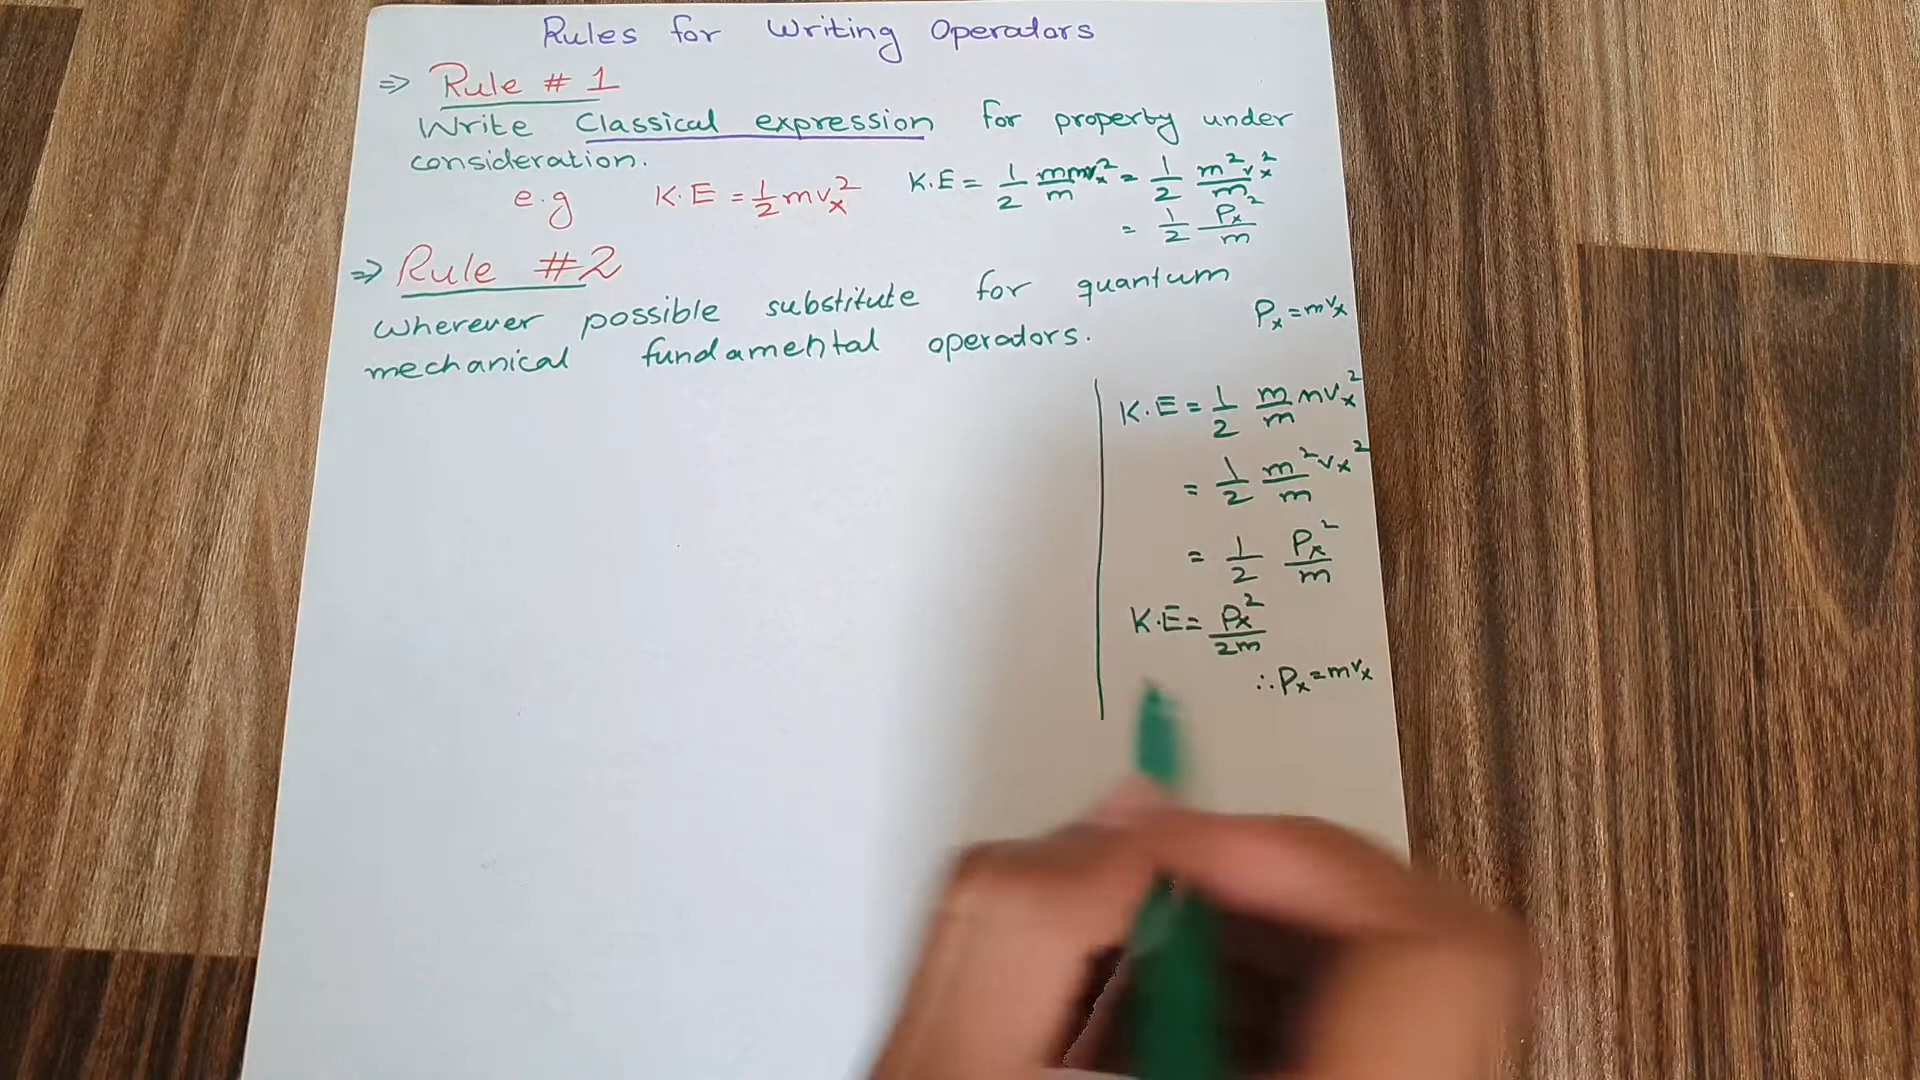 Rules for Writing Operators
⇒ Rule # 1
Write Classical expression for property under
consideration.
e.g K.E = 1/2 mvₓ²
K.E = 1/2 mmvₓ²/m = 1/2 m²vₓ²/m
= 1/2 Pₓ²/m
⇒ Rule #2
Wherever possible substitute for quantum
mechanical fundamental operators.
Pₓ = mvₓ
K.E = 1/2 m/m mvₓ²
= 1/2 m²vₓ²/m
= 1/2 Pₓ²/m
K.E = Pₓ²/2m
∴ Pₓ = mvₓ